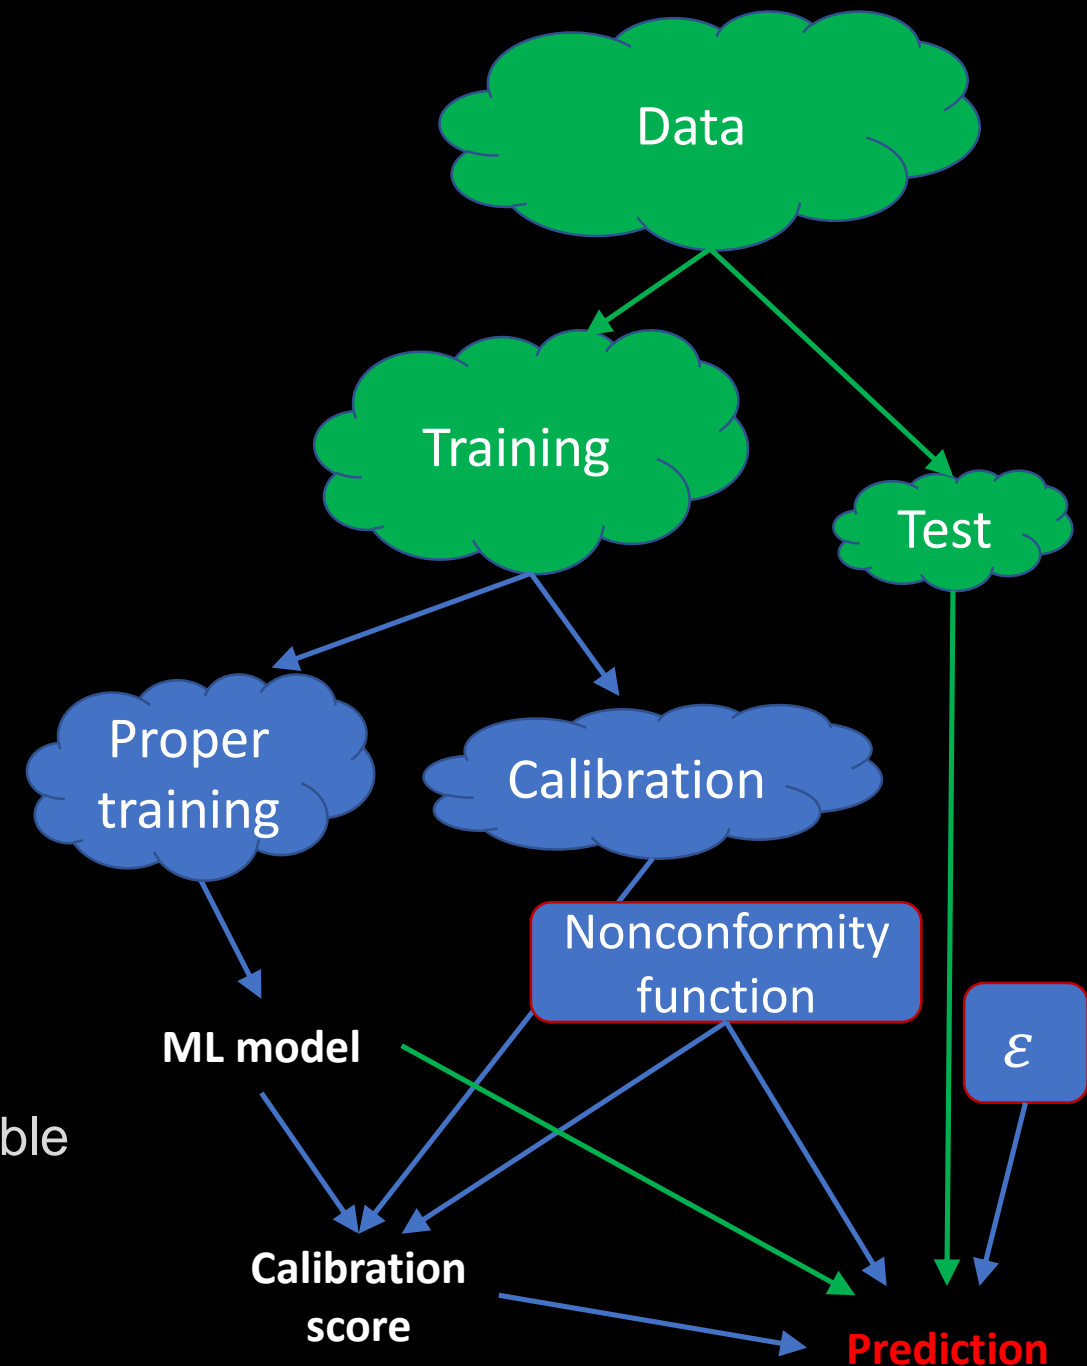 Data
Training
Test
Proper
training
Calibration
Nonconformity
function
ε
ML model
ble
Calibration
score
Prediction